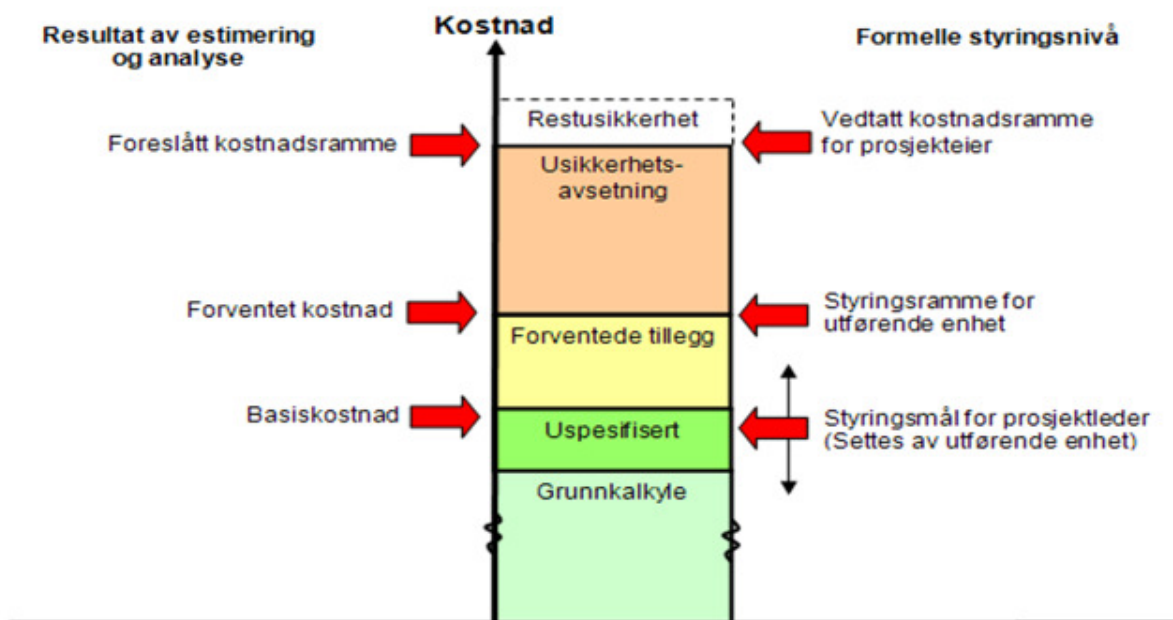 Resultat av estimering
og analyse
Kostnad
Formelle styringsnivå
Restusikkerhet
Foreslått kostnadsramme
Vedtatt kostnadsramme
for prosjekteier
Usikkerhets-
avsetning
Forventet kostnad
Styringsramme for
utførende enhet
Forventede tillegg
Basiskostnad
Styringsmål for prosjektleder
(Settes av utførende enhet)
Uspesifisert
Grunnkalkyle